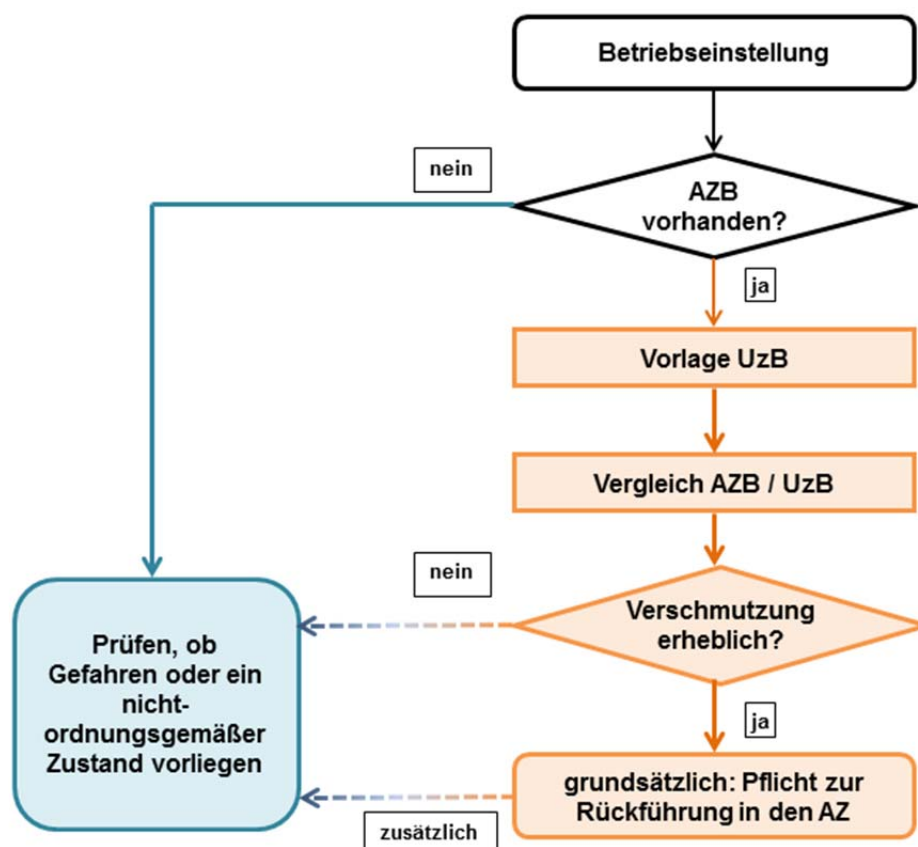 Betriebseinstellung
nein
AZB
vorhanden?
ja
Vorlage UzB
Vergleich AZB / UzB
nein
Verschmutzung
erheblich?
Prüfen, ob
Gefahren oder ein
nicht-
ordnungsgemäßer
Zustand vorliegen
ja
grundsätzlich: Pflicht zur
Rückführung in den AZ
zusätzlich